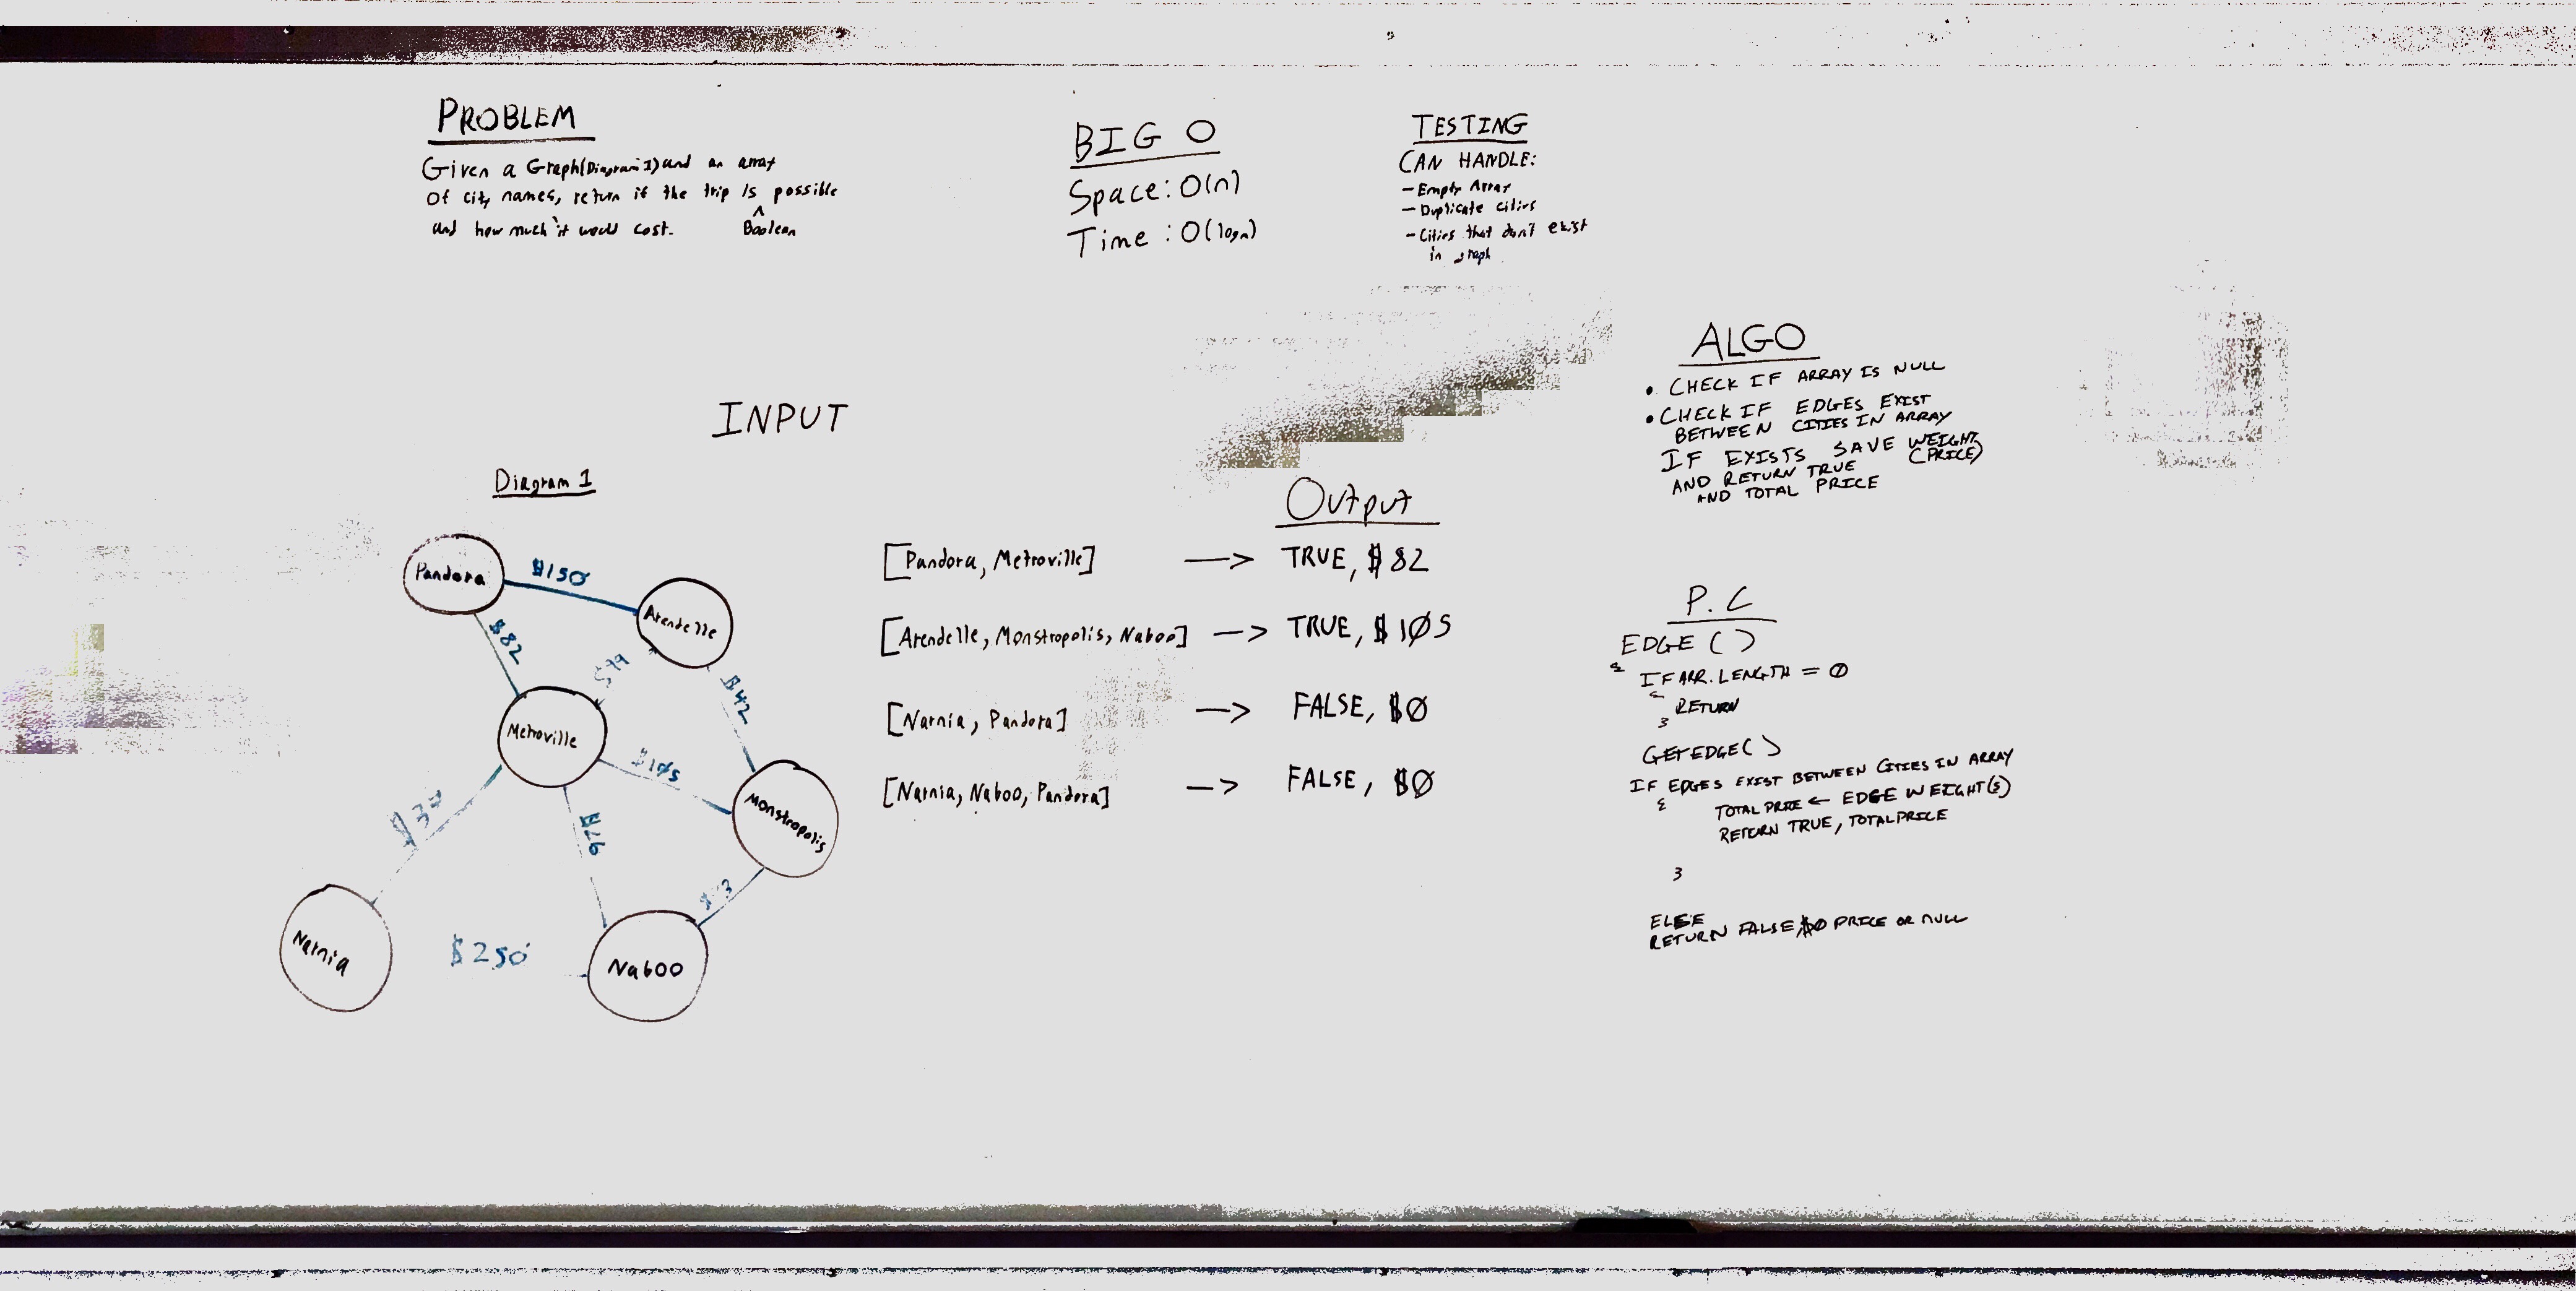 PROBLEM
Given a Graph(Diagram 1) and an array
of city names, return if the trip is possible
^
and how much it would cost. Boolean
BIG O
Space: O(n)
Time : O(log n)
TESTING
CAN HANDLE:
- Empty Array
- Duplicate cities
- Cities that don't exist
in graph
INPUT
Diagram 1
Pandora
$150
Arendelle
$82
$99
$42
Metroville
$105
Monstropolis
$37
$26
Narnia
$250
Naboo
Output
[Pandora, Metroville] —> TRUE, $82
[Arendelle, Monstropolis, Naboo] —> TRUE, $1Ø5
[Narnia, Pandora] —> FALSE, $Ø
[Narnia, Naboo, Pandora] —> FALSE, $Ø
ALGO
• CHECK IF ARRAY IS NULL
• CHECK IF EDGES EXIST
BETWEEN CITIES IN ARRAY
IF EXISTS SAVE WEIGHT
(PRICE)
AND RETURN TRUE
AND TOTAL PRICE
P.C
EDGE ( )
{ IF ARR. LENGTH = Ø
{
RETURN
}
GETEDGE( )
IF EDGES EXIST BETWEEN CITIES IN ARRAY
{
TOTAL PRICE <— EDGE WEIGHT(S)
RETURN TRUE, TOTALPRICE
}
ELSE
RETURN FALSE, $0 PRICE OR NULL